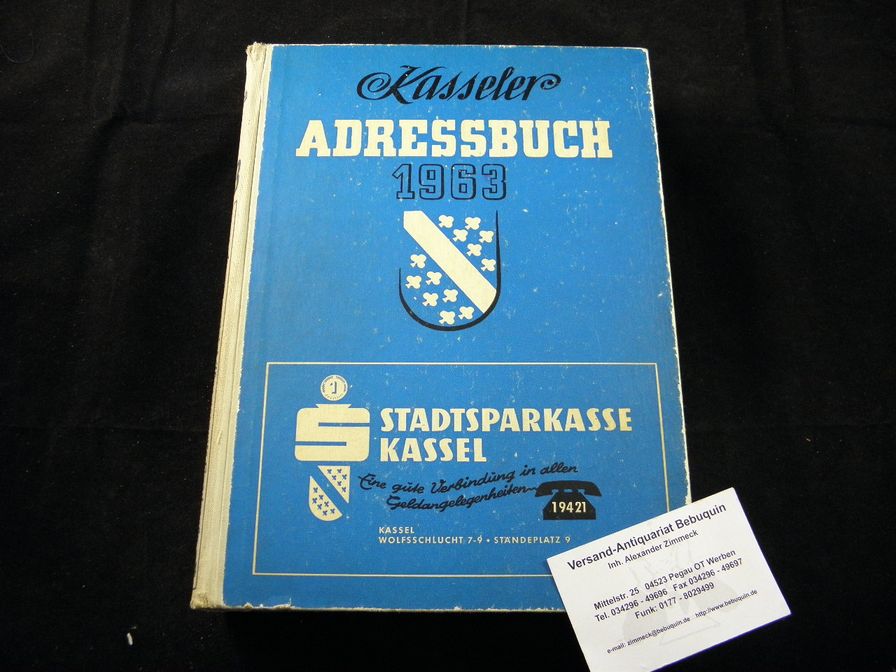 Kasseler
ADRESSBUCH
1963
STADTSPARKASSE
KASSEL
Eine gute Verbindung in allen
Geldangelegenheiten
19421
KASSEL
WOLFSSCHLUCHT 7-9 • STÄNDEPLATZ 9
Versand-Antiquariat Bebuquin
Inh. Alexander Zimmeck
Mittelstr. 25 04523 Pegau OT Werben
Tel. 034296 - 49696 Fax 034296 - 49697
Funk: 0177 - 8029499
e-mail: zimmeck@bebuquin.de http://www.bebuquin.de